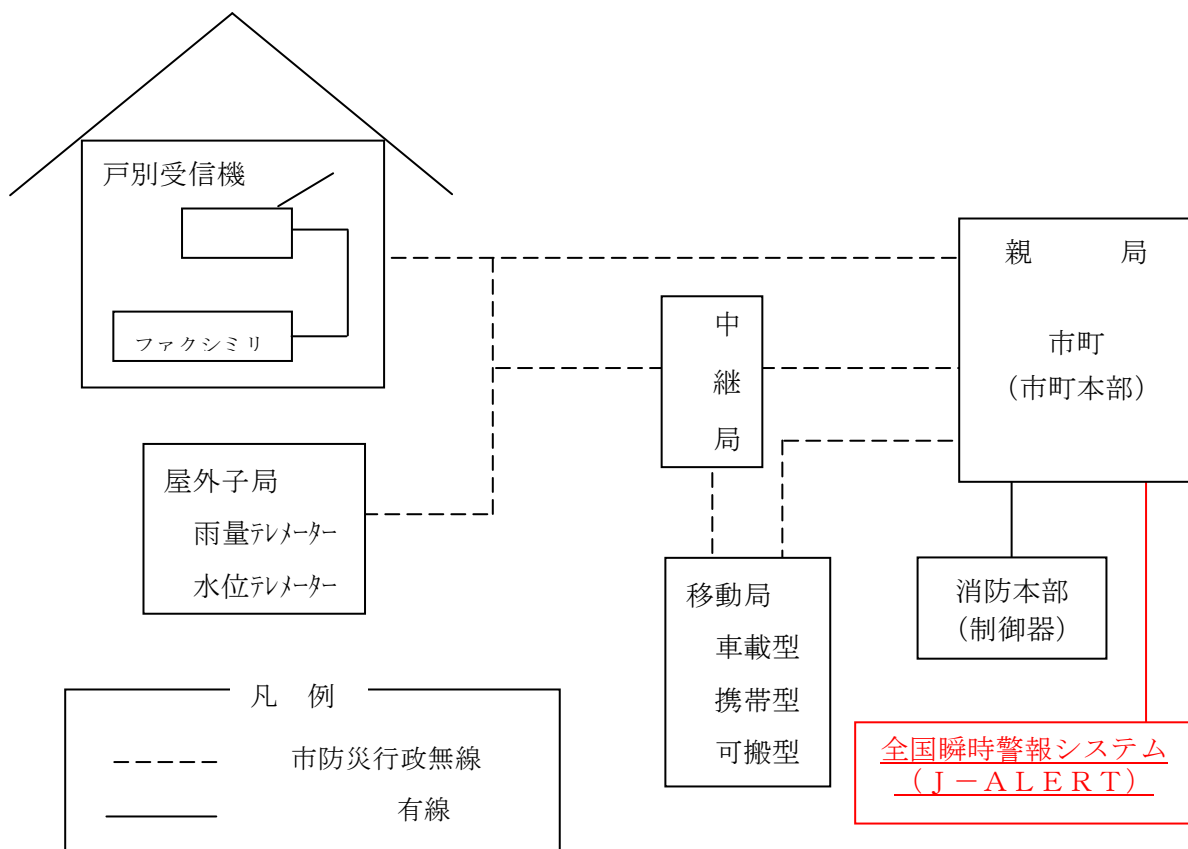 戸別受信機
ファクシミリ
親　　　局
市町
（市町本部）
中
継
局
屋外子局
雨量ﾃﾚﾒｰﾀｰ
水位ﾃﾚﾒｰﾀｰ
移動局
車載型
携帯型
可搬型
消防本部
（制御器）
全国瞬時警報システム
（Ｊ－ＡＬＥＲＴ）
凡　例
市防災行政無線
有線